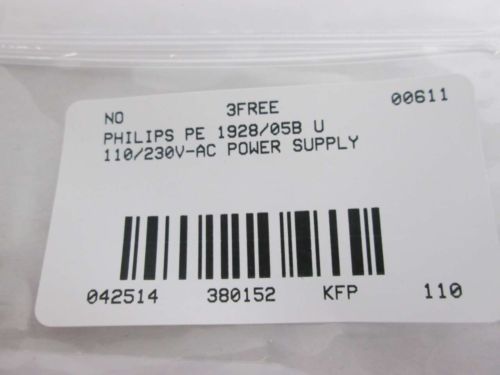 NO 3FREE 00611
PHILIPS PE 1928/05B U
110/230V-AC POWER SUPPLY
042514 380152 KFP 110